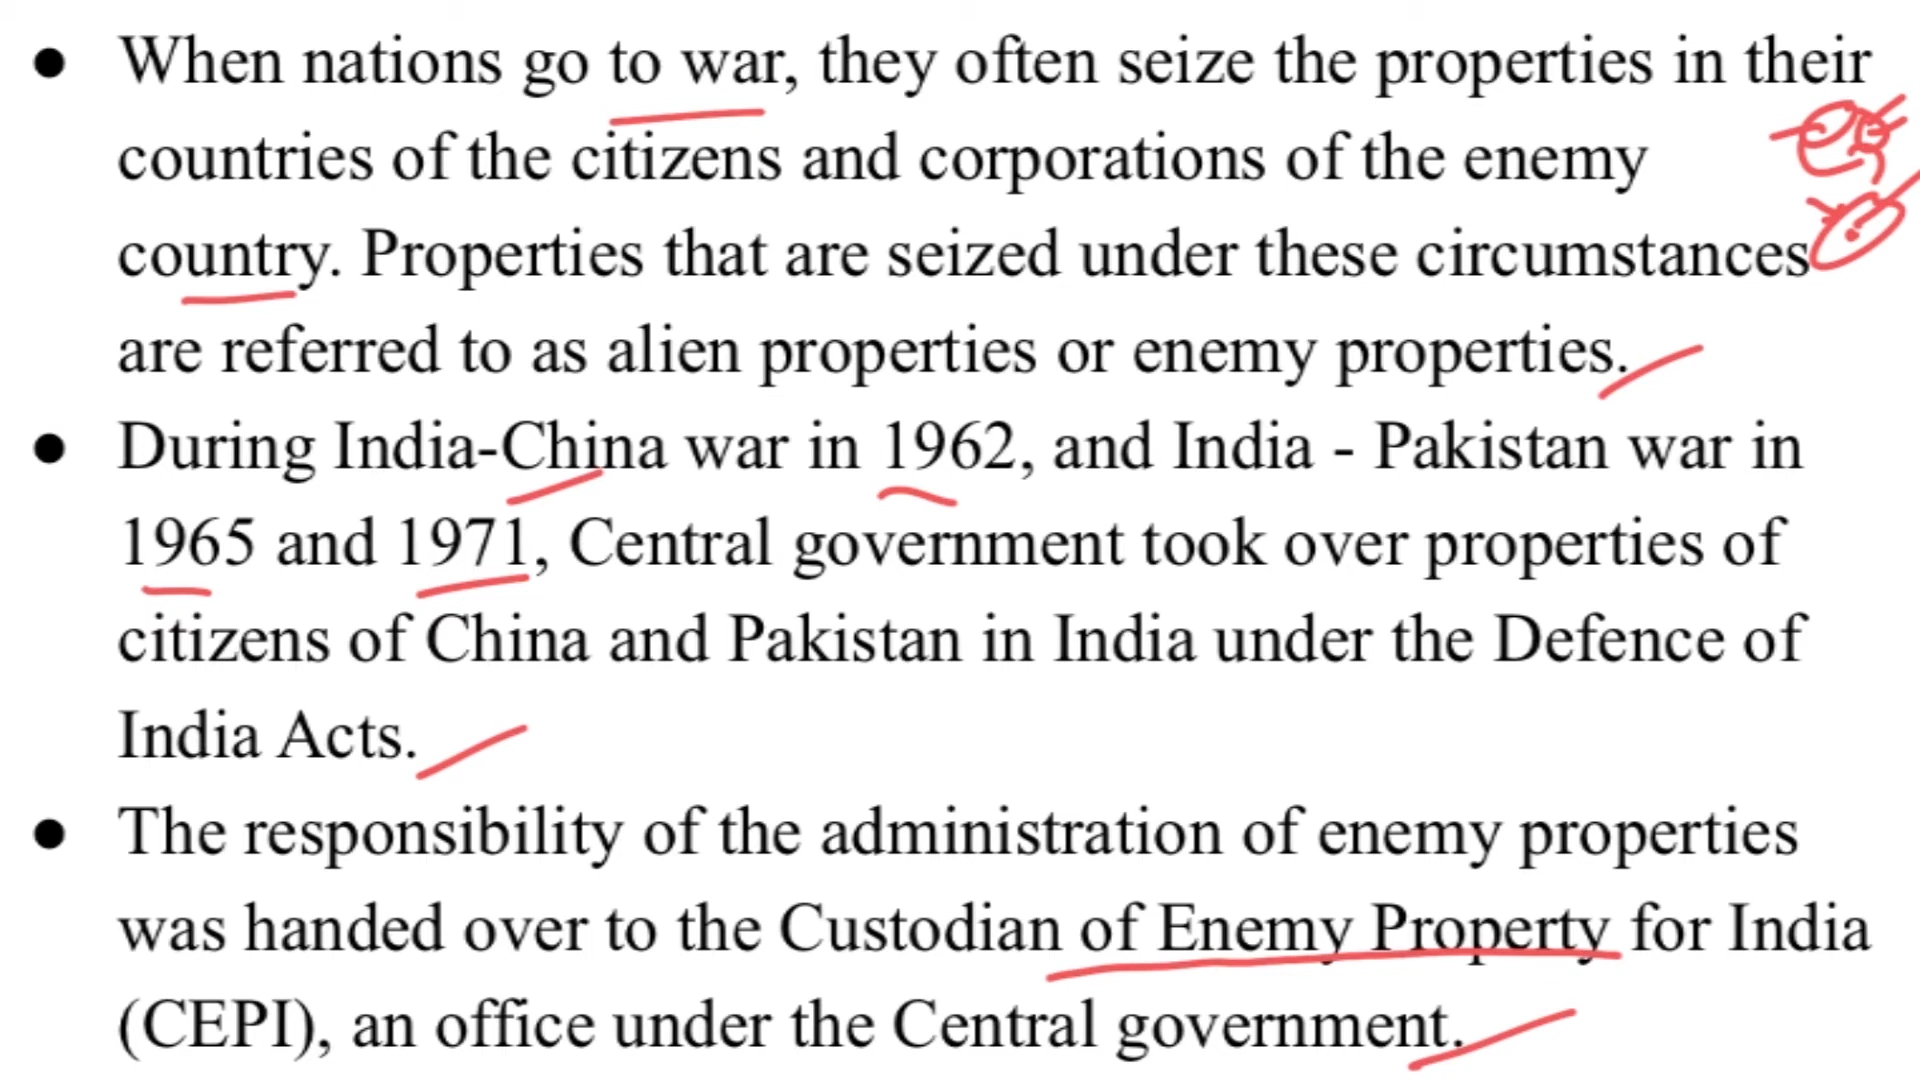 ● When nations go to war, they often seize the properties in their
countries of the citizens and corporations of the enemy
country. Properties that are seized under these circumstances
are referred to as alien properties or enemy properties.
● During India-China war in 1962, and India - Pakistan war in
1965 and 1971, Central government took over properties of
citizens of China and Pakistan in India under the Defence of
India Acts.
● The responsibility of the administration of enemy properties
was handed over to the Custodian of Enemy Property for India
(CEPI), an office under the Central government.